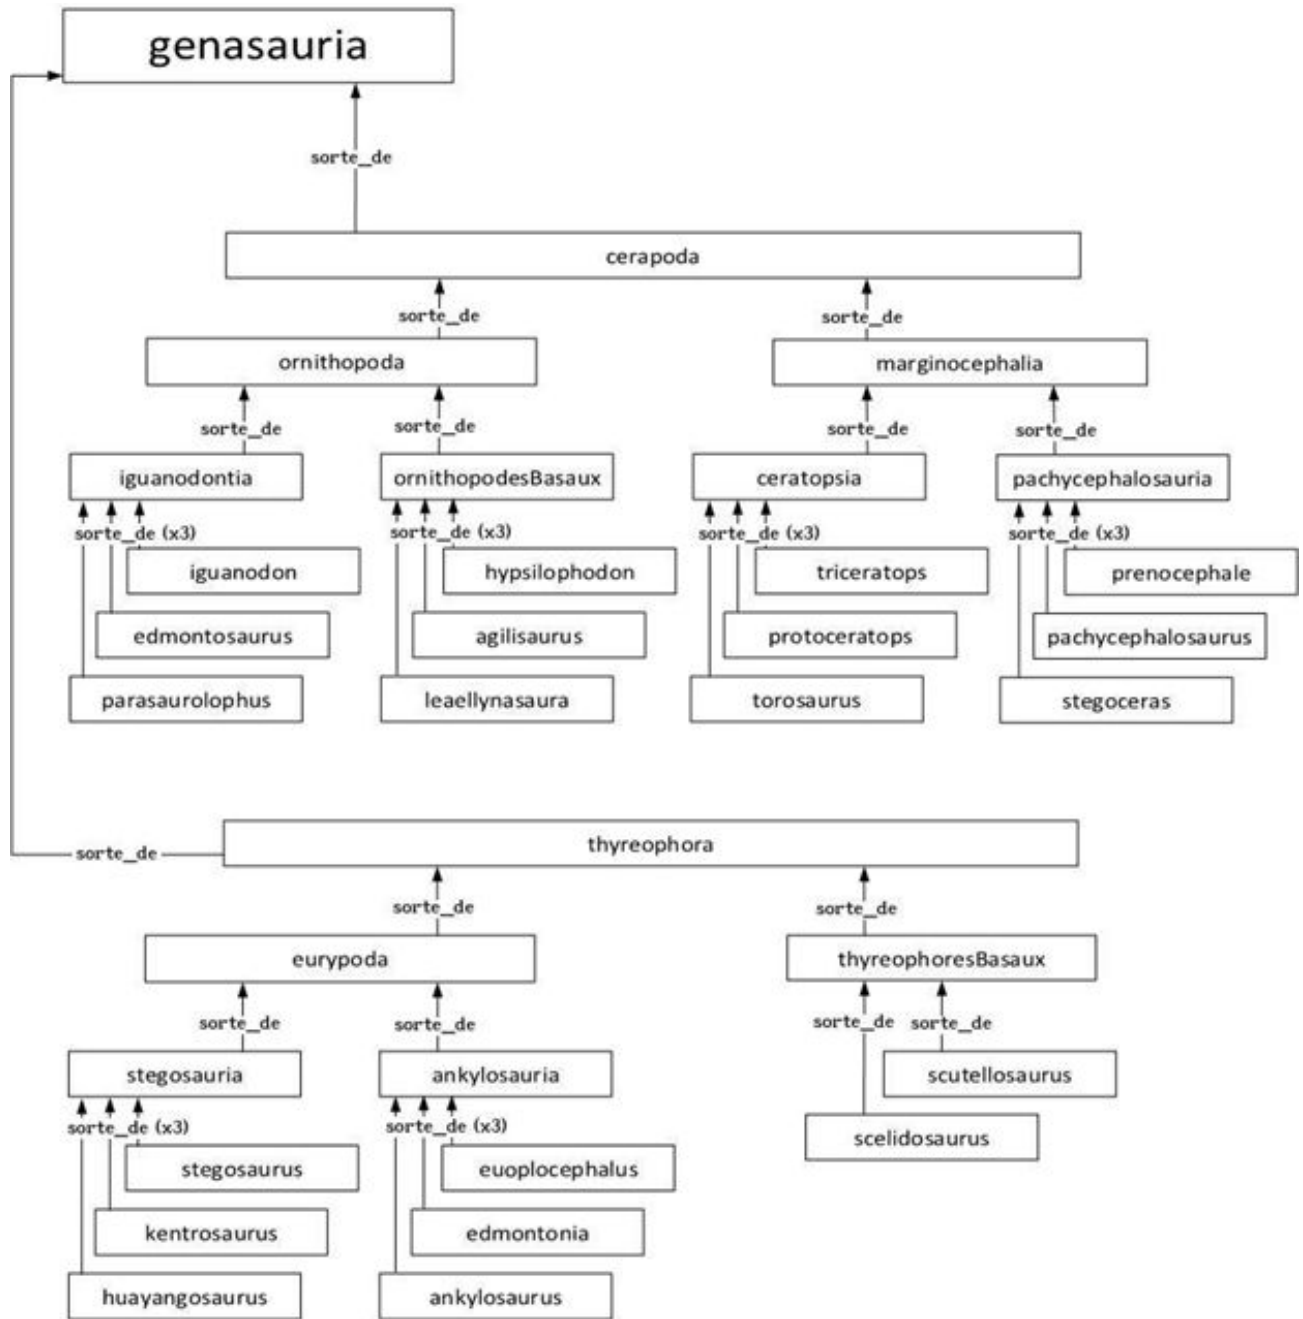 genasauria
sorte_de
cerapoda
sorte_de
sorte_de
ornithopoda
marginocephalia
sorte_de
sorte_de
sorte_de
sorte_de
iguanodontia
ornithopodesBasaux
ceratopsia
pachycephalosauria
sorte_de (x3)
sorte_de (x3)
sorte_de (x3)
sorte_de (x3)
iguanodon
hypsilophodon
triceratops
prenocephale
edmontosaurus
agilisaurus
protoceratops
pachycephalosaurus
parasaurolophus
leaellynasaura
torosaurus
stegoceras
thyreophora
sorte_de
sorte_de
sorte_de
eurypoda
thyreophoresBasaux
sorte_de
sorte_de
sorte_de
sorte_de
stegosauria
ankylosauria
scutellosaurus
sorte_de (x3)
sorte_de (x3)
scelidosaurus
stegosaurus
euoplocephalus
kentrosaurus
edmontonia
huayangosaurus
ankylosaurus